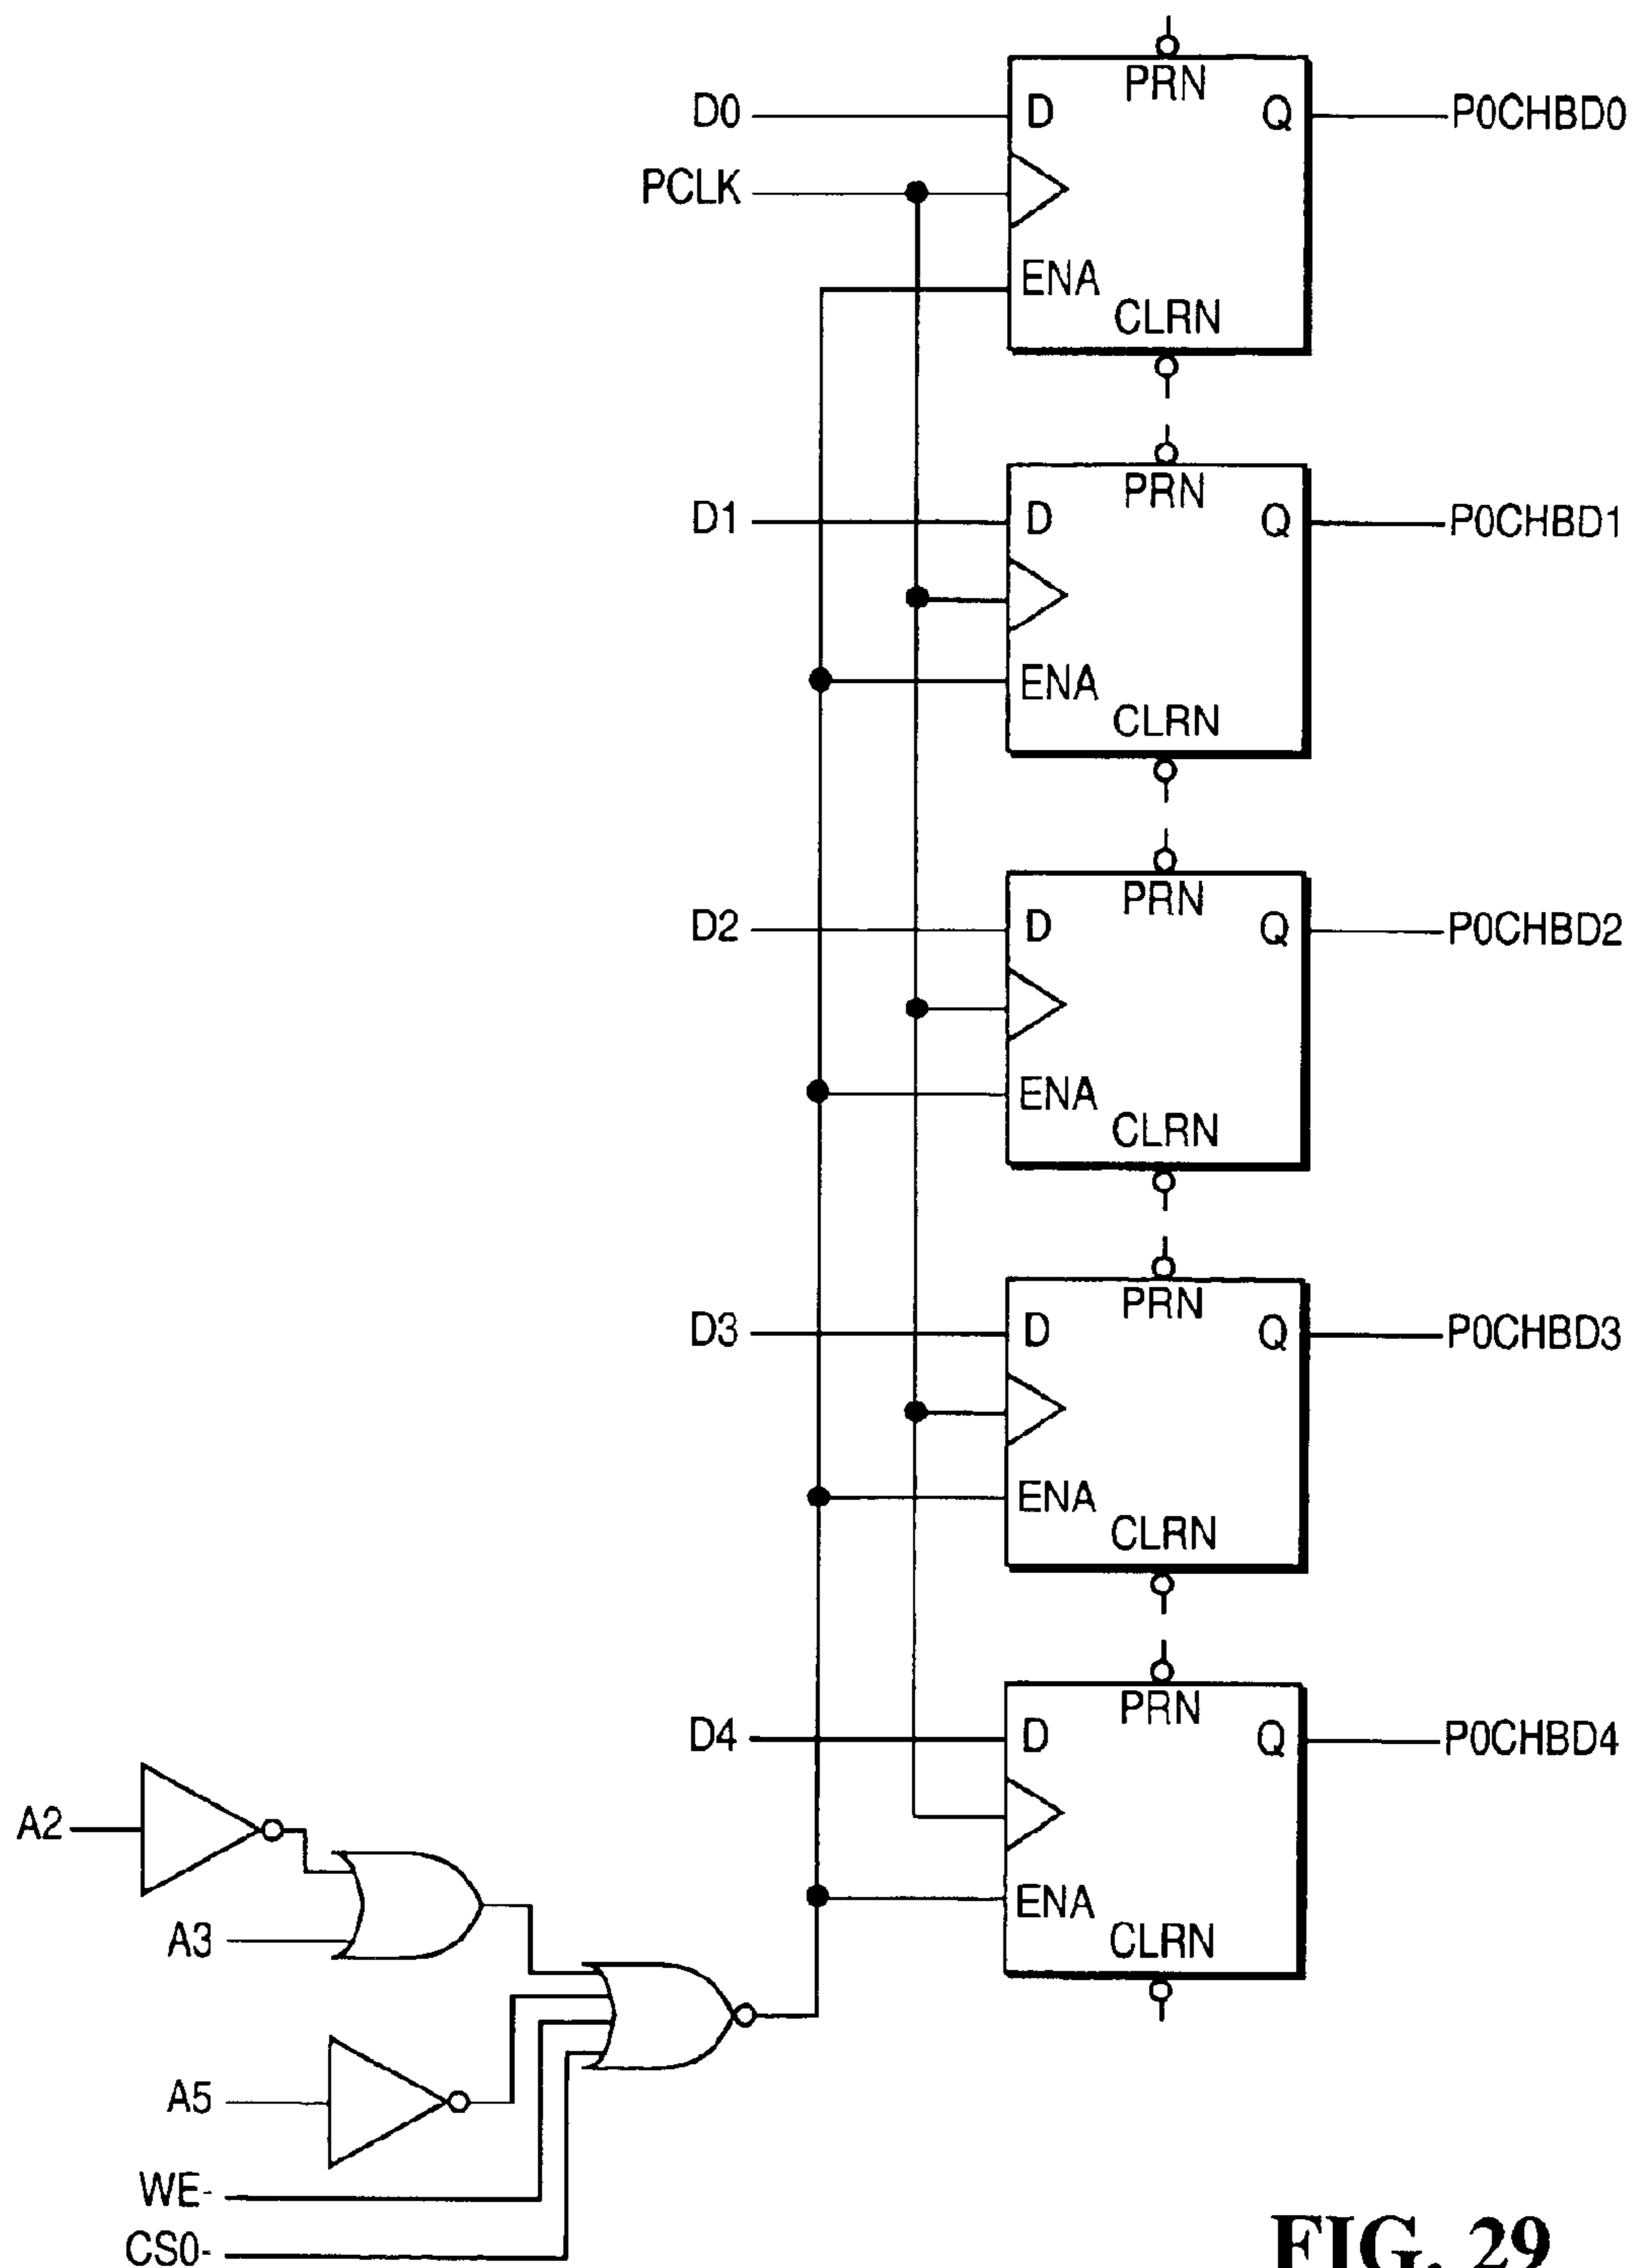 PRN
D0 D Q P0CHBD0
PCLK
ENA
CLRN
PRN
D1 D Q P0CHBD1
ENA
CLRN
PRN
D2 D Q P0CHBD2
ENA
CLRN
PRN
D3 D Q P0CHBD3
ENA
CLRN
PRN
D4 D Q P0CHBD4
A2
ENA
A3
CLRN
A5
WE-
CS0-
FIG. 29